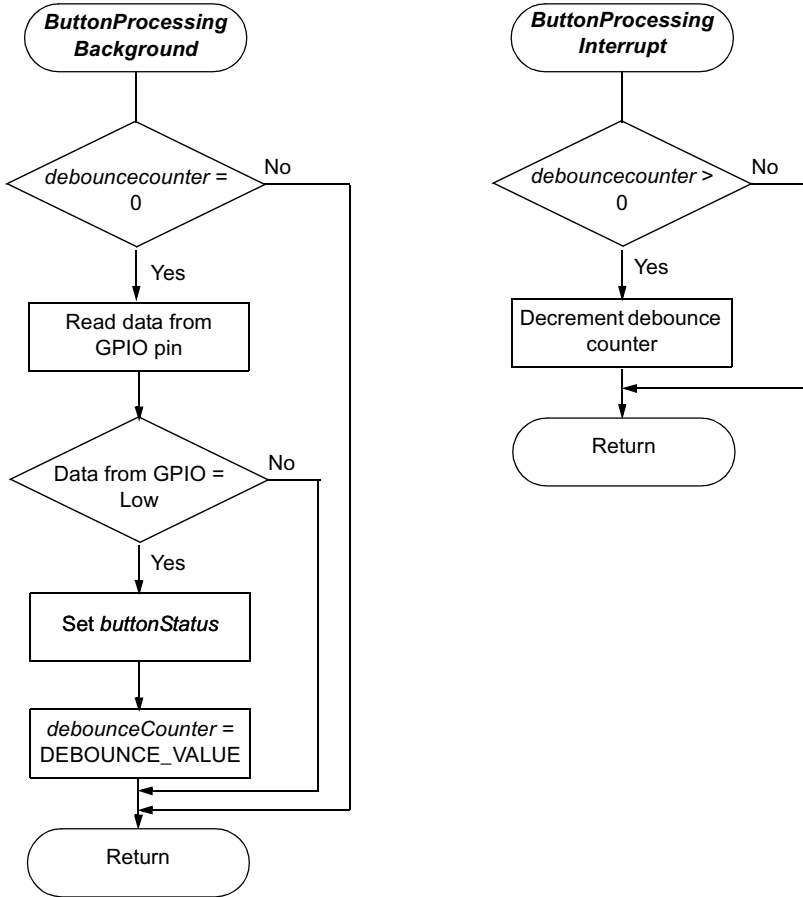 ButtonProcessing
Background
debouncecounter =
0
No
Yes
Read data from
GPIO pin
Data from GPIO =
Low
No
Yes
Set buttonStatus
debounceCounter =
DEBOUNCE_VALUE
Return
ButtonProcessing
Interrupt
debouncecounter >
0
No
Yes
Decrement debounce
counter
Return